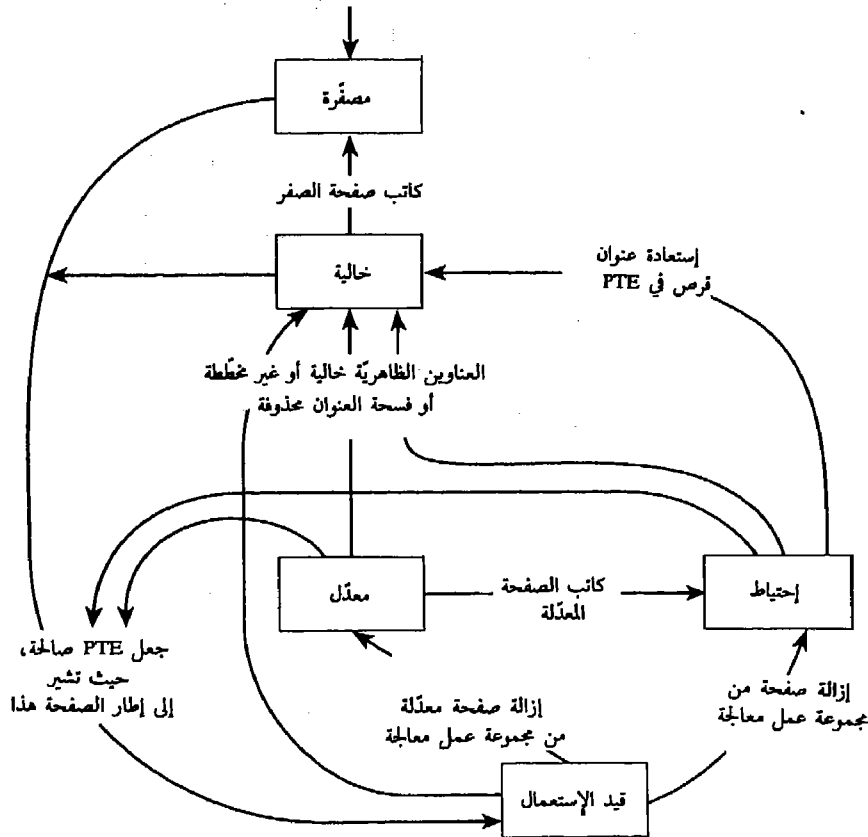 مصفّرة
كاتب صفحة الصفر
خالية
إستعادة عنوان
قرص في PTE
العناوين الظاهريّة خالية أو غير مخطّطة
أو فسحة العنوان محذوفة
معدّل
كاتب الصفحة
المعدّلة
إحتياط
جعل PTE صالحة،
حيث تشير
إلى إطار الصفحة هذا
إزالة صفحة معدّلة
من مجموعة عمل معالجة
إزالة صفحة من
مجموعة عمل معالجة
قيد الإستعمال